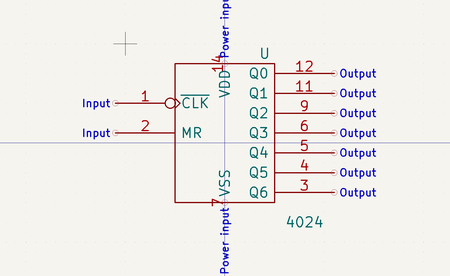 Power input
U
14
VDD
Q0 12 Output
Q1 11 Output
Input 1 CLK
Q2 9 Output
Input 2 MR
Q3 6 Output
Q4 5 Output
Q5 4 Output
VSS
Q6 3 Output
7
4024
Power input